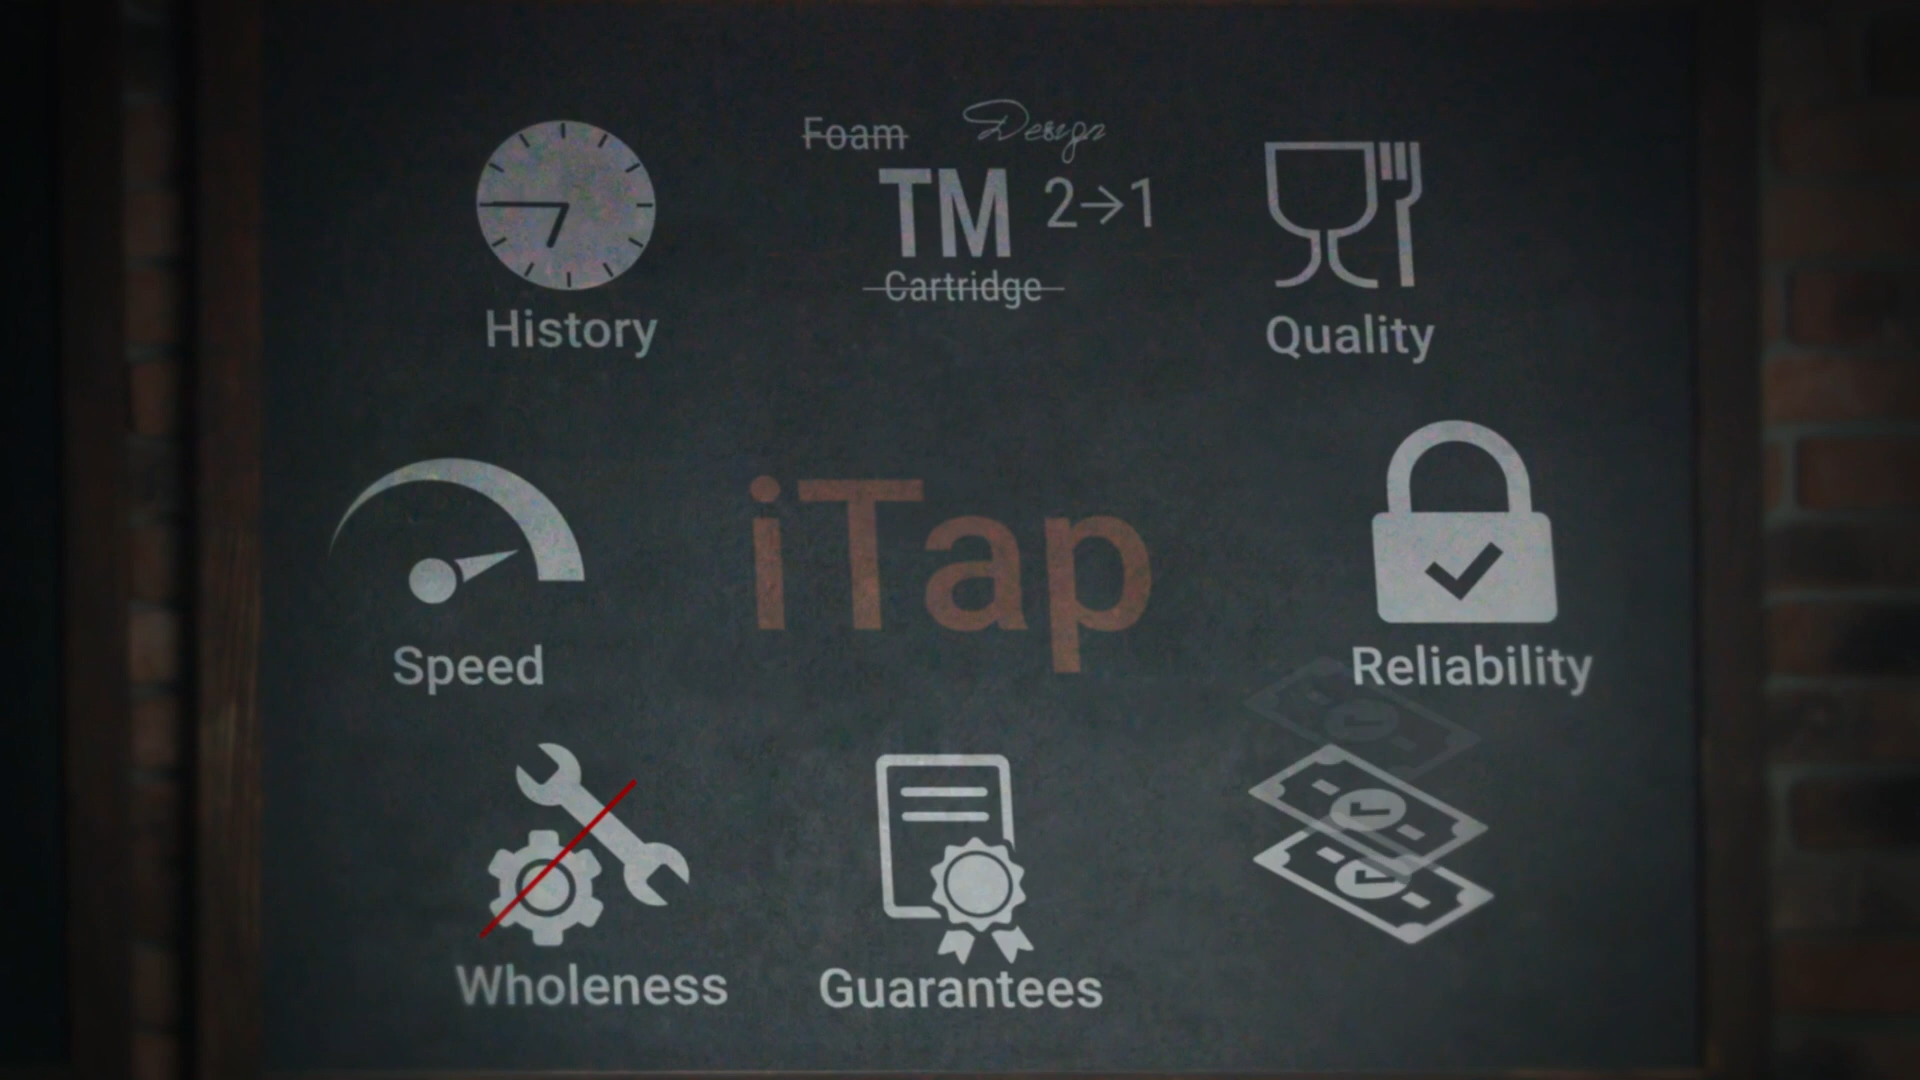 Foam
Design
TM
2→1
Cartridge
History
Quality
iTap
Speed
Reliability
Wholeness
Guarantees